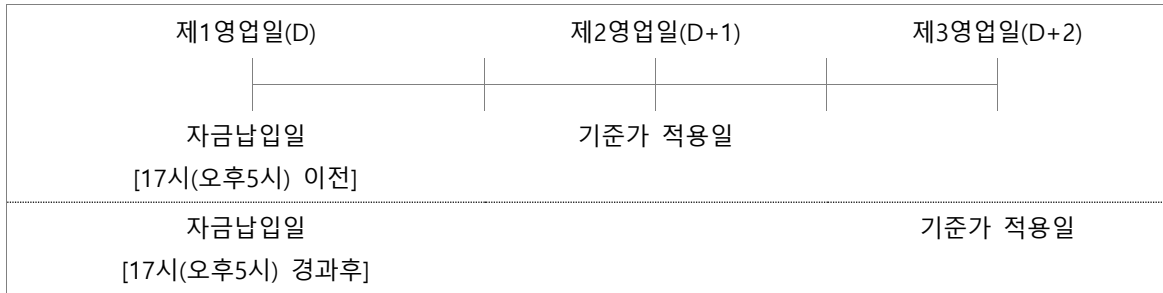 제1영업일(D) 제2영업일(D+1) 제3영업일(D+2)
자금납입일 기준가 적용일
[17시(오후5시) 이전]
자금납입일 기준가 적용일
[17시(오후5시) 경과후]